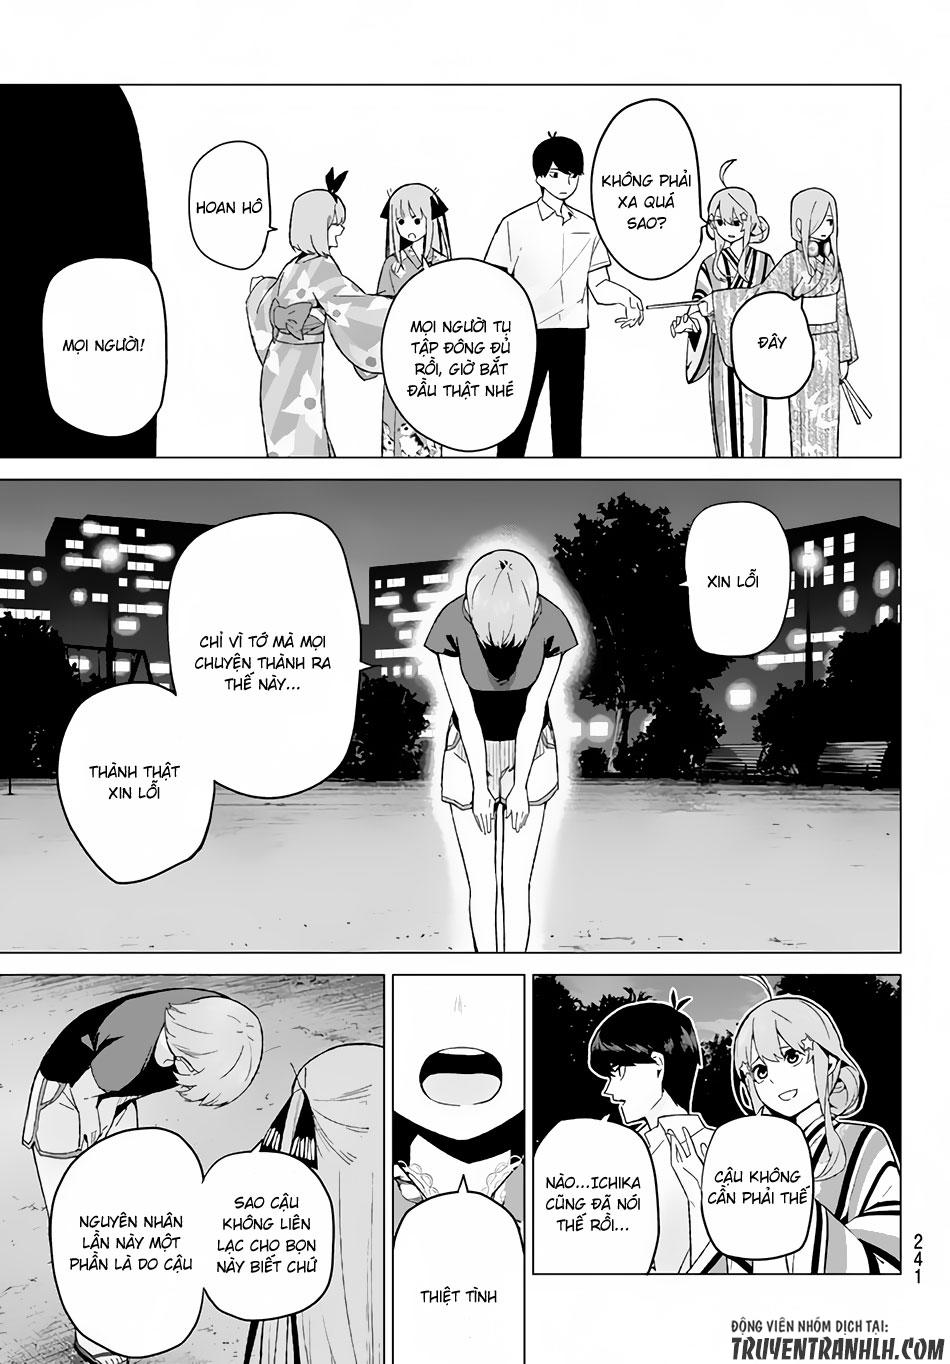 KHÔNG PHẢI
XA QUÁ
SAO?
ĐÂY
HOAN HÔ
MỌI NGƯỜI TỤ
TẬP ĐÔNG ĐỦ
RỒI, GIỜ BẮT
ĐẦU THẬT NHÉ
MỌI NGƯỜI!
XIN LỖI
CHỈ VÌ TỚ MÀ MỌI
CHUYỆN THÀNH RA
THẾ NÀY...
THÀNH THẬT
XIN LỖI
CẬU KHÔNG
CẦN PHẢI THẾ
NÀO...ICHIKA
CŨNG ĐÃ NÓI
THẾ RỒI...
THIỆT TÌNH
SAO CẬU
KHÔNG LIÊN
LẠC CHO BỌN
NÀY BIẾT CHỨ
NGUYÊN NHÂN
LẦN NÀY MỘT
PHẦN LÀ DO CẬU
241
ĐỘNG VIÊN NHÓM DỊCH TẠI:
TRUYENTRANHLH.COM